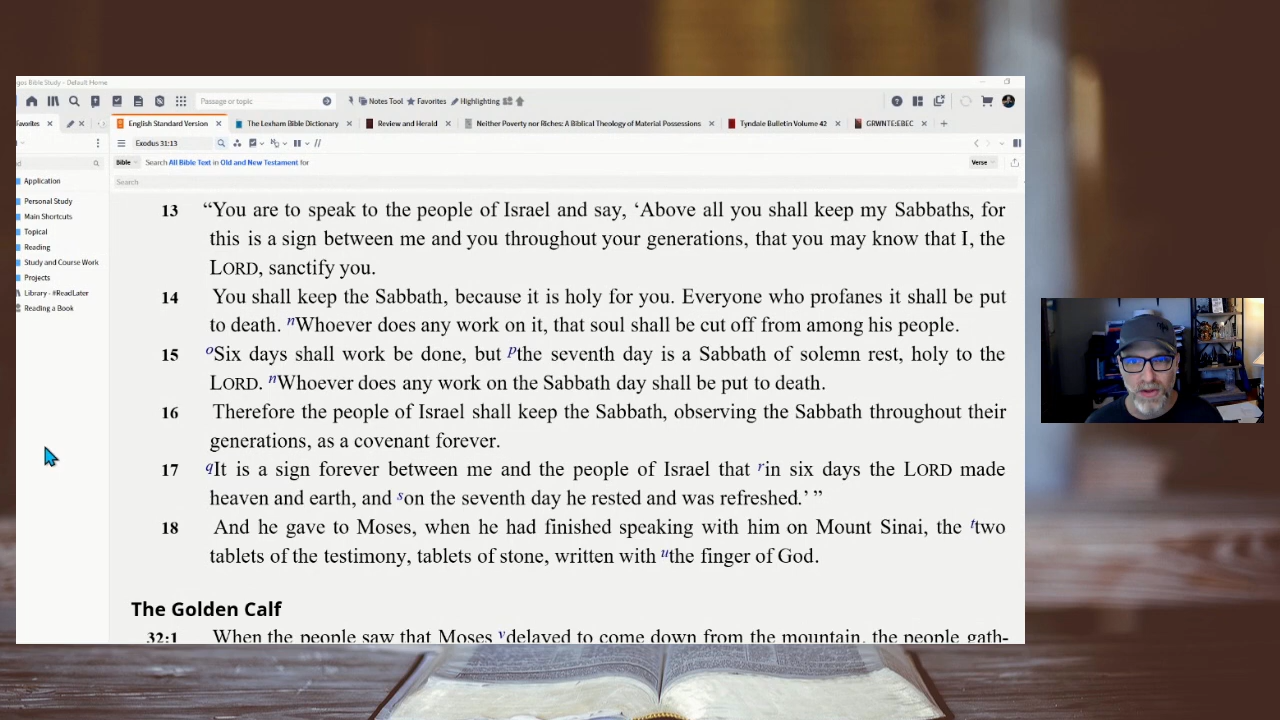 gos Bible Study - Default Home
Passage or topic
Notes Tool
Favorites
Highlighting
avorites
English Standard Version
The Lexham Bible Dictionary
Review and Herald
Neither Poverty nor Riches: A Biblical Theology of Material Possessions
Tyndale Bulletin Volume 42
GRWNTE:EBEC
Exodus 31:13
Bible
Search All Bible Text in Old and New Testament for
Verse
Search
Application
Personal Study
Main Shortcuts
Topical
Reading
Study and Course Work
Projects
Library - #ReadLater
Reading a Book
13 “You are to speak to the people of Israel and say, ‘Above all you shall keep my Sabbaths, for
this is a sign between me and you throughout your generations, that you may know that I, the
LORD, sanctify you.
14 You shall keep the Sabbath, because it is holy for you. Everyone who profanes it shall be put
to death. nWhoever does any work on it, that soul shall be cut off from among his people.
15 oSix days shall work be done, but pthe seventh day is a Sabbath of solemn rest, holy to the
LORD. nWhoever does any work on the Sabbath day shall be put to death.
16 Therefore the people of Israel shall keep the Sabbath, observing the Sabbath throughout their
generations, as a covenant forever.
17 qIt is a sign forever between me and the people of Israel that rin six days the LORD made
heaven and earth, and son the seventh day he rested and was refreshed.’ ”
18 And he gave to Moses, when he had finished speaking with him on Mount Sinai, the ttwo
tablets of the testimony, tablets of stone, written with uthe finger of God.
The Golden Calf
32:1 When the people saw that Moses vdelayed to come down from the mountain, the people gath-